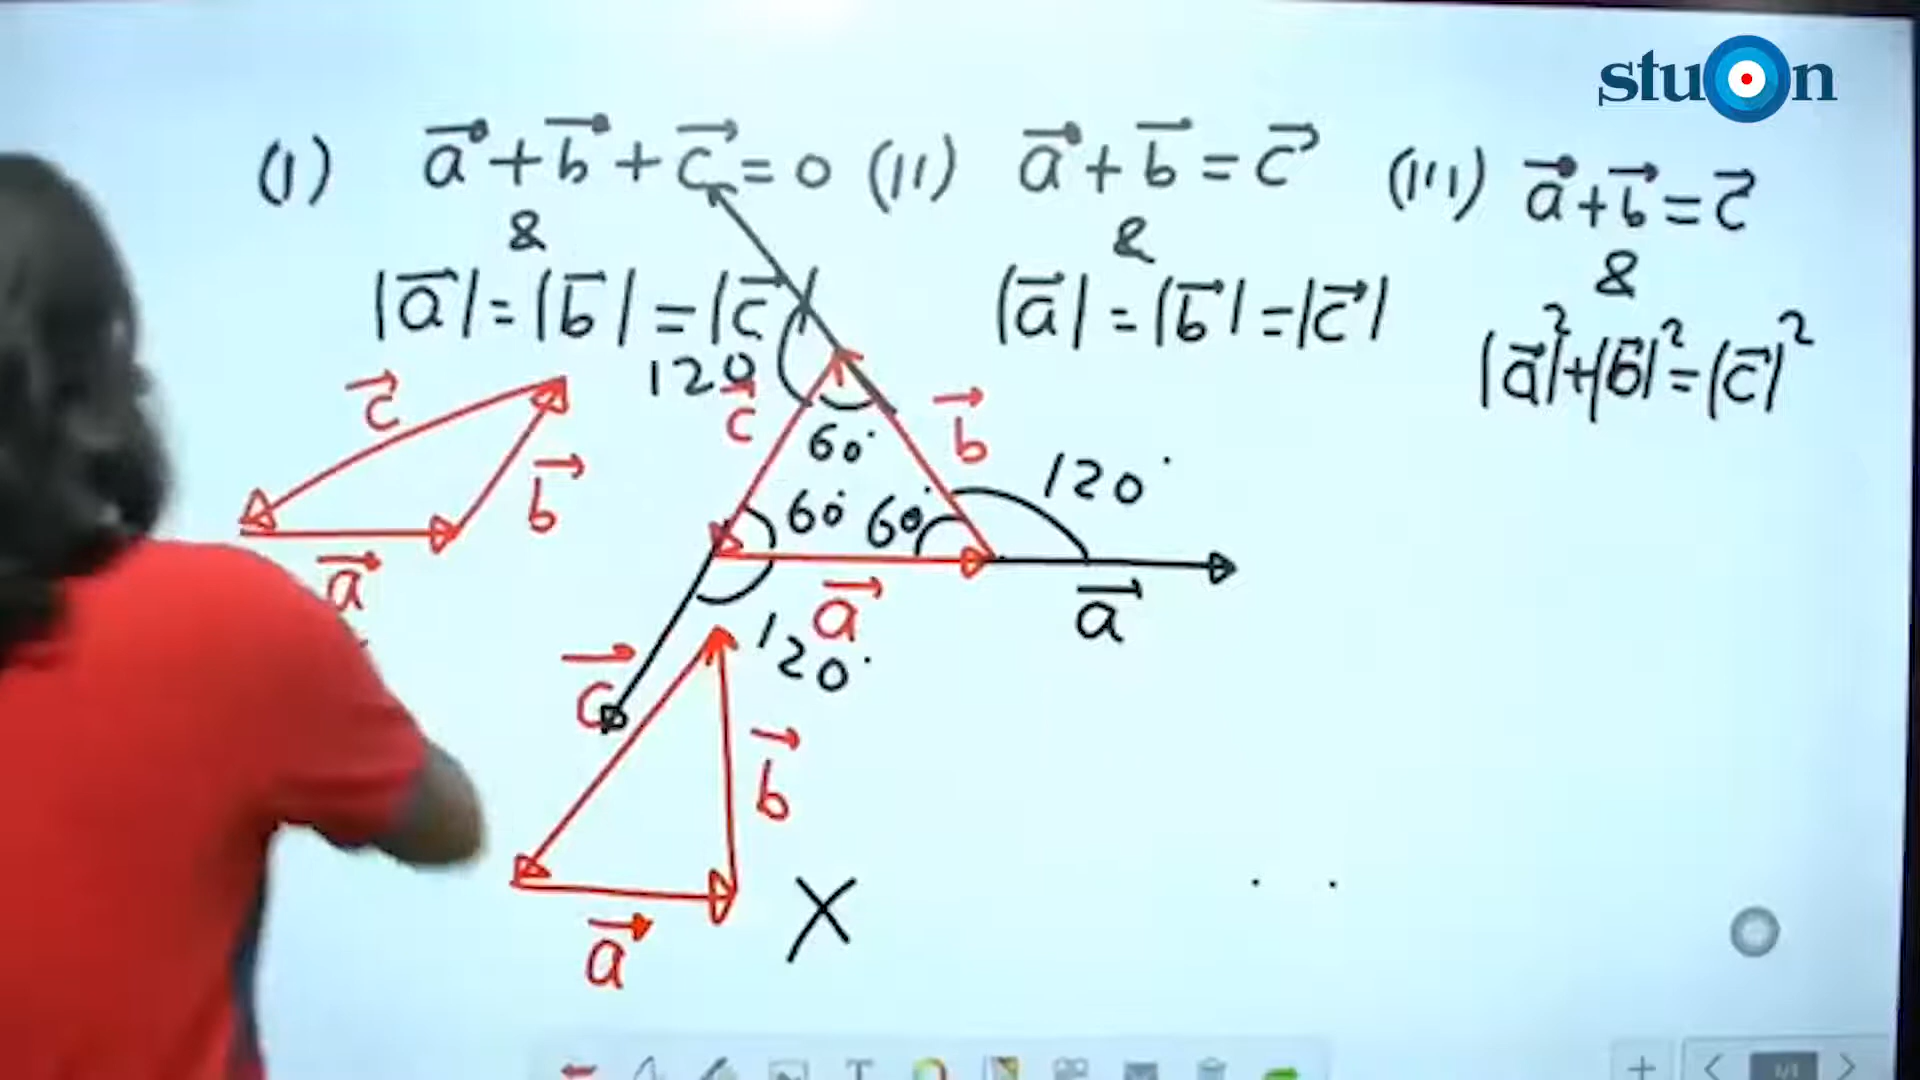 stuOn
(I) a⃗ + b⃗ + c⃗ = 0 (II) a⃗ + b⃗ = c⃗ (III) a⃗ + b⃗ = c⃗
& & &
|a⃗| = |b⃗| = |c⃗| |a⃗| = |b⃗| = |c⃗| |a⃗|² + |b⃗|² = |c⃗|²
120
c⃗ c⃗ b⃗
60°
120°
b⃗ 60° 60°
a⃗ a⃗ a⃗
120°
c⃗
b⃗
X
a⃗